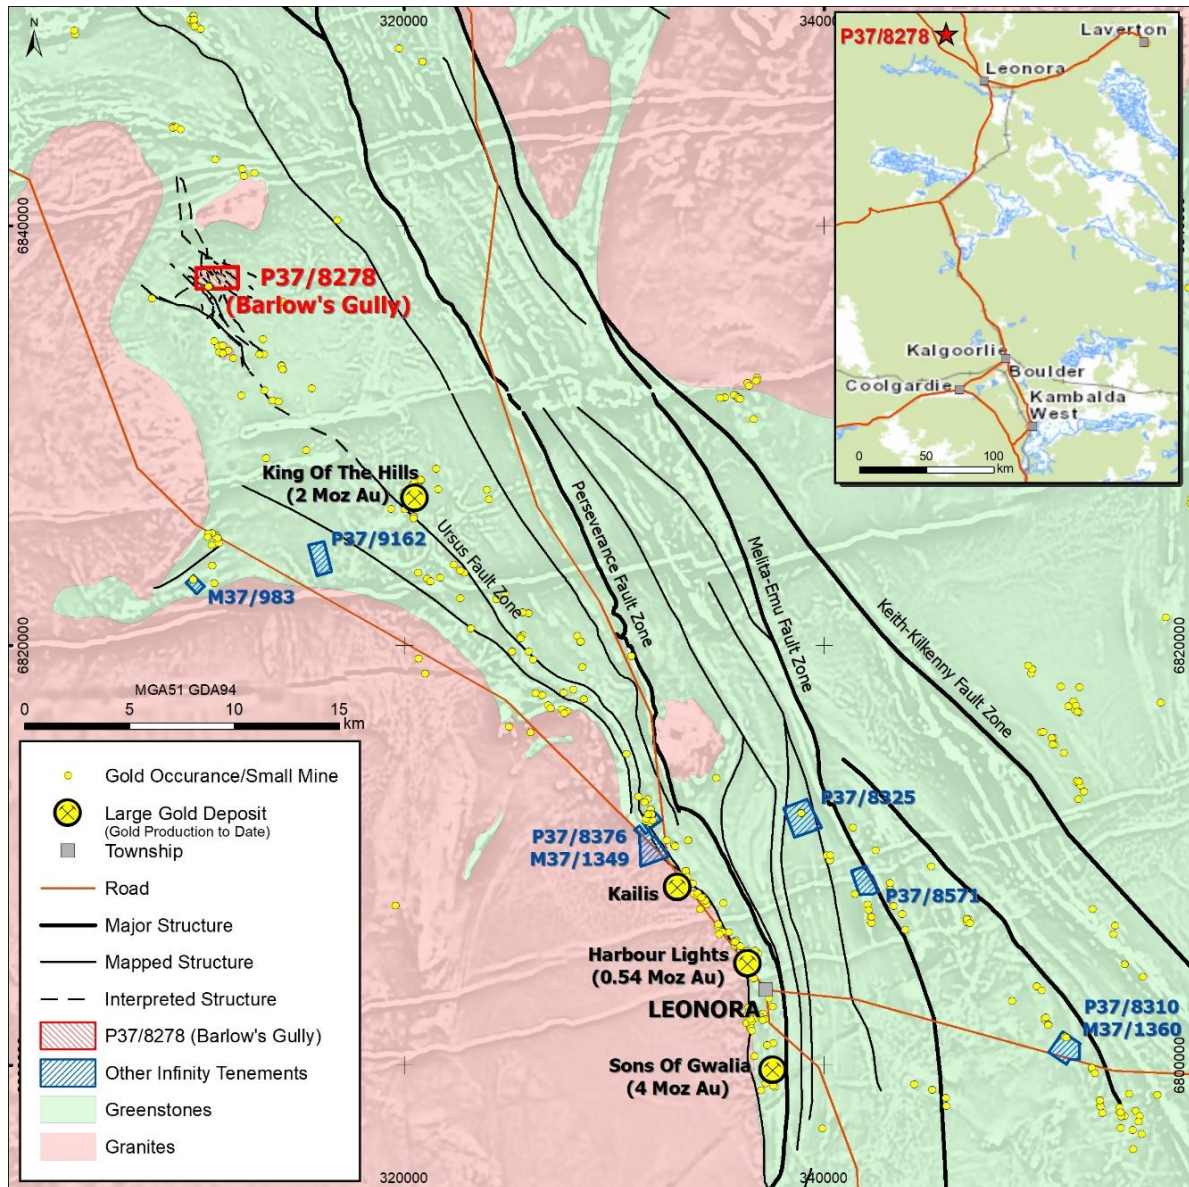 N
320000
340000
6840000
6840000
6820000
6820000
6800000
6800000
320000
340000
P37/8278
Laverton
Leonora
Kalgoorlie
Boulder
Coolgardie
Kambalda
West
0 50 100
km
P37/8278
(Barlow's Gully)
King Of The Hills
(2 Moz Au)
P37/9162
M37/983
Ursus Fault Zone
Perseverance Fault Zone
Melita-Emu Fault Zone
Keith-Kilkenny Fault Zone
MGA51 GDA94
0 5 10 15
km
P37/8325
P37/8376
M37/1349
P37/8571
Kailis
Harbour Lights
(0.54 Moz Au)
LEONORA
P37/8310
M37/1360
Sons Of Gwalia
(4 Moz Au)
Gold Occurance/Small Mine
Large Gold Deposit
(Gold Production to Date)
Township
Road
Major Structure
Mapped Structure
Interpreted Structure
P37/8278 (Barlow's Gully)
Other Infinity Tenements
Greenstones
Granites